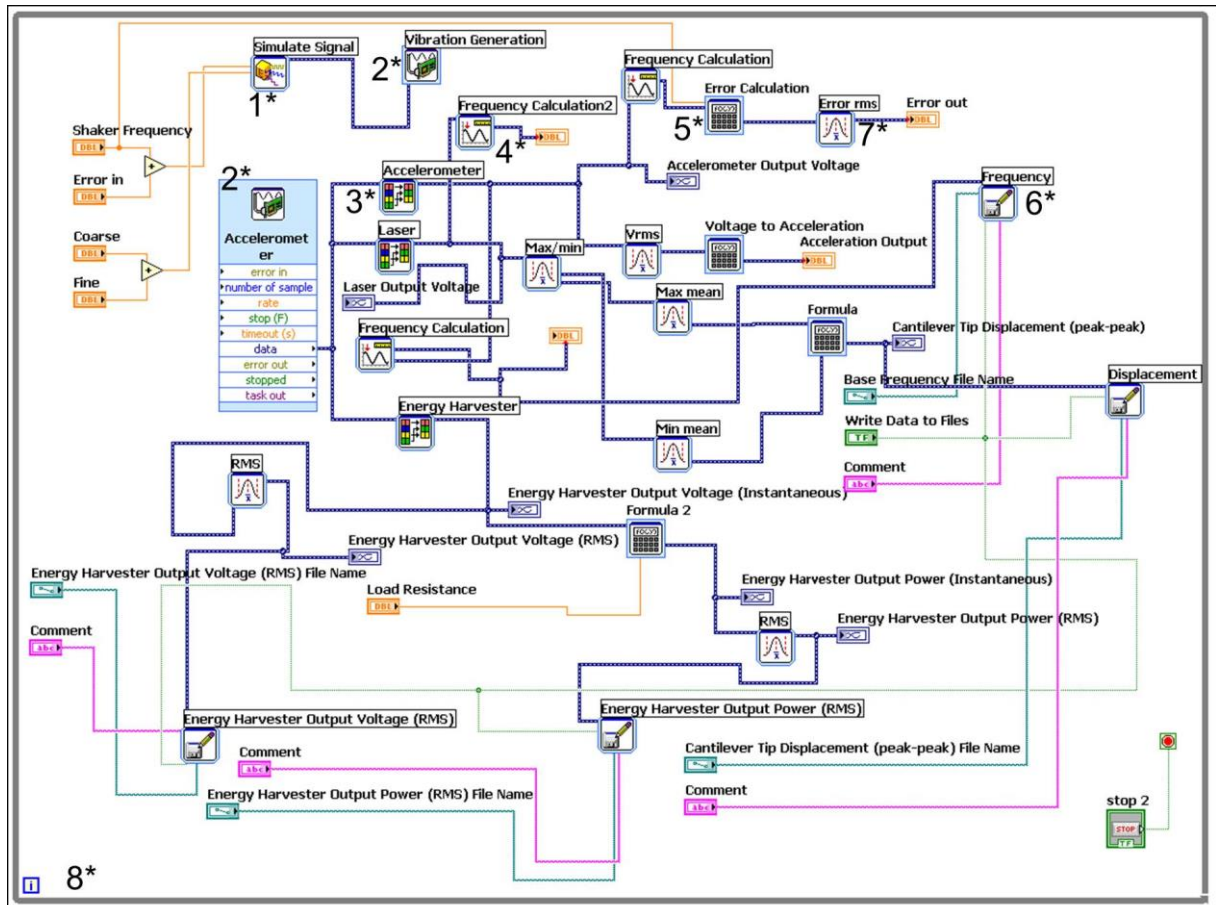 Simulate Signal
1*
Vibration Generation
2*
Frequency Calculation
Error Calculation
5*
Error rms
7*
Error out
DBL
Frequency Calculation2
4*
DBL
Shaker Frequency
DBL
Error in
DBL
Coarse
DBL
Fine
DBL
2*
Acceleromet
er
error in
number of sample
rate
stop (F)
timeout (s)
data
error out
stopped
task out
Accelerometer
3*
Laser
Laser Output Voltage
Frequency Calculation
DBL
Energy Harvester
Accelerometer Output Voltage
Max/min
Vrms
Voltage to Acceleration
Acceleration Output
DBL
Frequency
6*
Max mean
Formula
Cantilever Tip Displacement (peak-peak)
Base Frequency File Name
Displacement
Write Data to Files
TF
Min mean
Comment
abc
RMS
Energy Harvester Output Voltage (Instantaneous)
Formula 2
Energy Harvester Output Voltage (RMS)
Energy Harvester Output Voltage (RMS) File Name
Load Resistance
DBL
Energy Harvester Output Power (Instantaneous)
RMS
Energy Harvester Output Power (RMS)
Comment
abc
Energy Harvester Output Voltage (RMS)
Energy Harvester Output Power (RMS)
Comment
abc
Energy Harvester Output Power (RMS) File Name
Cantilever Tip Displacement (peak-peak) File Name
Comment
abc
stop 2
STOP
TF
i
8*